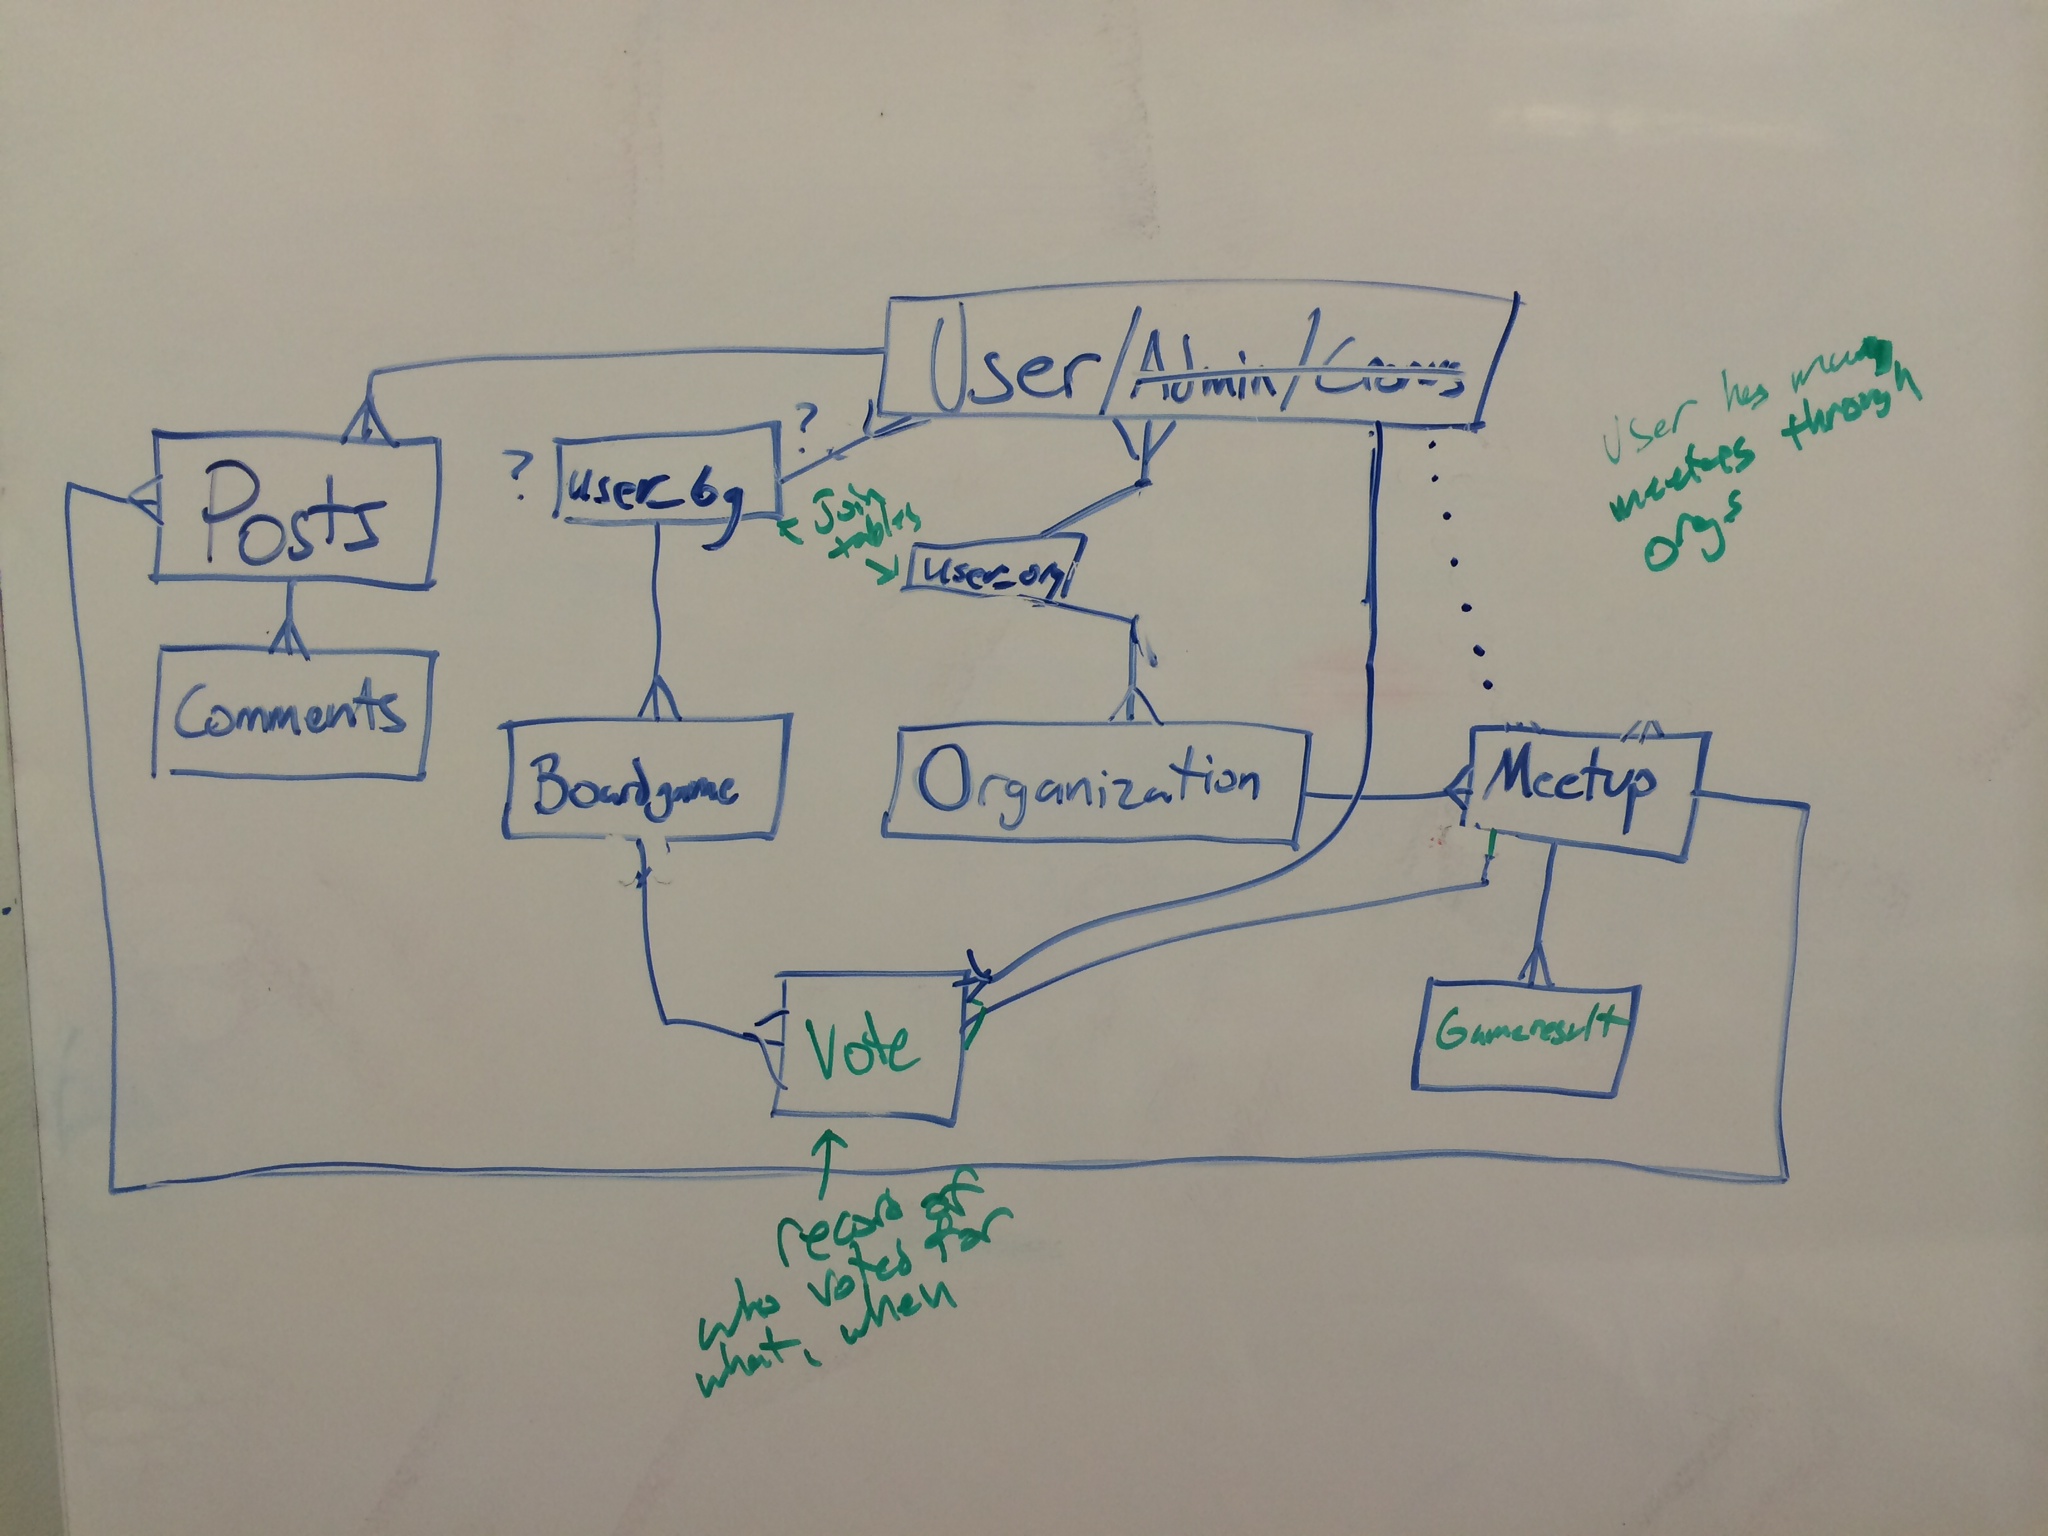 User/Admin/
?
?
user_bg
Posts
Join
tables
user_org
User has many
meetups through
orgs
Comments
Boardgame
Organization
Meetup
Vote
Gameresult
record of
who voted for
what, when